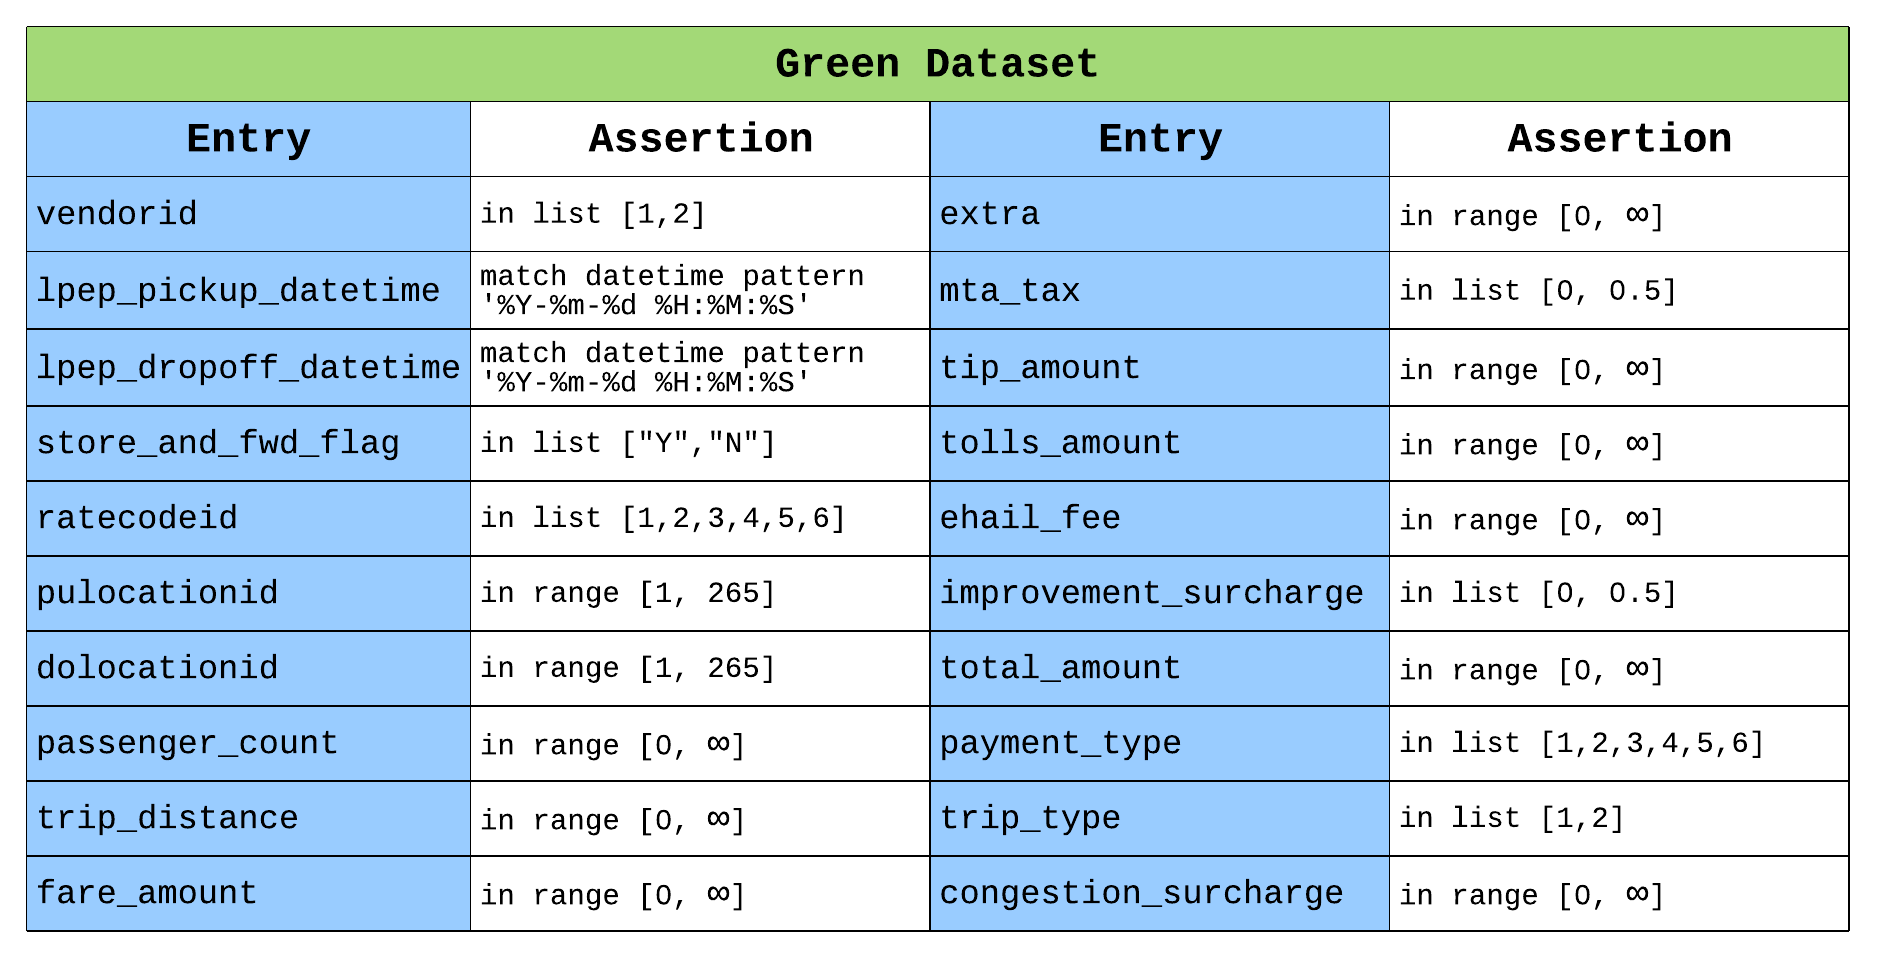 Green Dataset
Entry Assertion Entry Assertion
vendorid in list [1,2] extra in range [0, ∞]
lpep_pickup_datetime match datetime pattern
'%Y-%m-%d %H:%M:%S' mta_tax in list [0, 0.5]
lpep_dropoff_datetime match datetime pattern
'%Y-%m-%d %H:%M:%S' tip_amount in range [0, ∞]
store_and_fwd_flag in list ["Y","N"] tolls_amount in range [0, ∞]
ratecodeid in list [1,2,3,4,5,6] ehail_fee in range [0, ∞]
pulocationid in range [1, 265] improvement_surcharge in list [0, 0.5]
dolocationid in range [1, 265] total_amount in range [0, ∞]
passenger_count in range [0, ∞] payment_type in list [1,2,3,4,5,6]
trip_distance in range [0, ∞] trip_type in list [1,2]
fare_amount in range [0, ∞] congestion_surcharge in range [0, ∞]